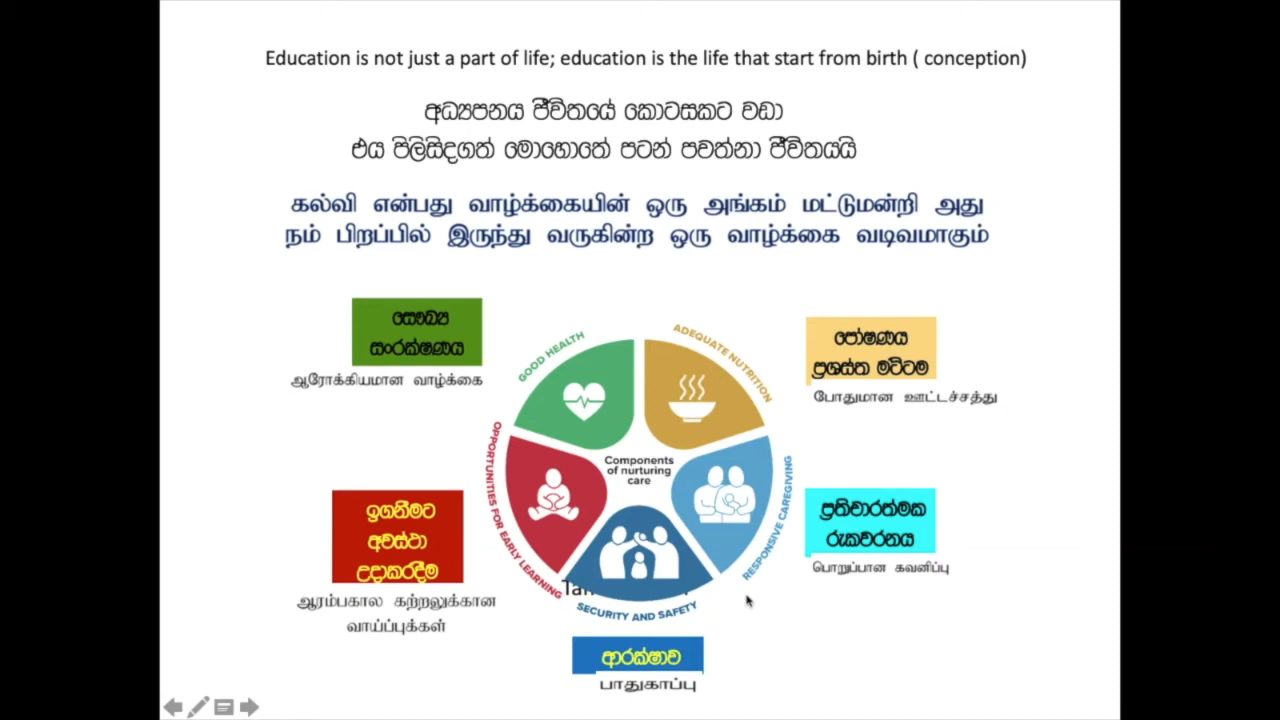 Education is not just a part of life; education is the life that start from birth ( conception)
අධ්‍යපනය ජීවිතයේ කොටසකට වඩා
එය පිලිසිදගත් මොහොතේ පටන් පවත්නා ජීවිතයයි
கல்வி என்பது வாழ்க்கையின் ஒரு அங்கம் மட்டுமன்றி அது
நம் பிறப்பில் இருந்து வருகின்ற ஒரு வாழ்க்கை வடிவமாகும்
සෞඛ්‍ය
සංරක්ෂණය
ஆரோக்கியமான வாழ்க்கை
GOOD HEALTH
ADEQUATE NUTRITION
පෝෂණය
ප්‍රශස්ත මට්ටම
போதுமான ஊட்டச்சத்து
Components
of nurturing
care
OPPORTUNITIES FOR EARLY LEARNING
RESPONSIVE CAREGIVING
ඉගනීමට
අවස්ථා
උදාකරදීම
ஆரம்பகால கற்றலுக்கான
வாய்ப்புக்கள்
ප්‍රතිචාරත්මක
රැකවරනය
பொறுப்பான கவனிப்பு
SECURITY AND SAFETY
ආරක්ෂාව
பாதுகாப்பு